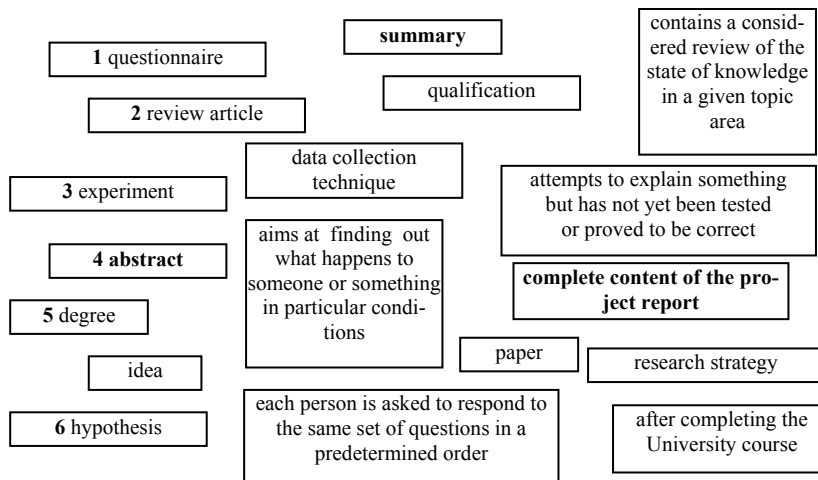 summary
1 questionnaire
contains a consid-
ered review of the
state of knowledge
in a given topic
area
qualification
2 review article
data collection
technique
3 experiment
attempts to explain something
but has not yet been tested
or proved to be correct
aims at finding out
what happens to
someone or something
in particular condi-
tions
4 abstract
complete content of the pro-
ject report
5 degree
paper
research strategy
idea
each person is asked to respond to
the same set of questions in a
predetermined order
6 hypothesis
after completing the
University course